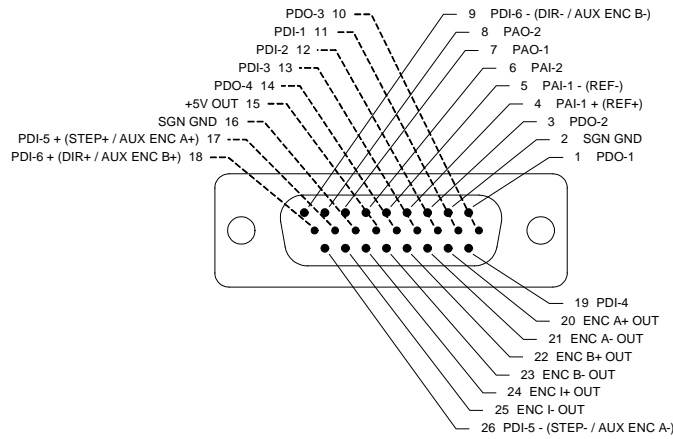 PDO-3 10
PDI-1 11
PDI-2 12
PDI-3 13
PDO-4 14
+5V OUT 15
SGN GND 16
PDI-5 + (STEP+ / AUX ENC A+) 17
PDI-6 + (DIR+ / AUX ENC B+) 18
9 PDI-6 - (DIR- / AUX ENC B-)
8 PAO-2
7 PAO-1
6 PAI-2
5 PAI-1 - (REF-)
4 PAI-1 + (REF+)
3 PDO-2
2 SGN GND
1 PDO-1
19 PDI-4
20 ENC A+ OUT
21 ENC A- OUT
22 ENC B+ OUT
23 ENC B- OUT
24 ENC I+ OUT
25 ENC I- OUT
26 PDI-5 - (STEP- / AUX ENC A-)